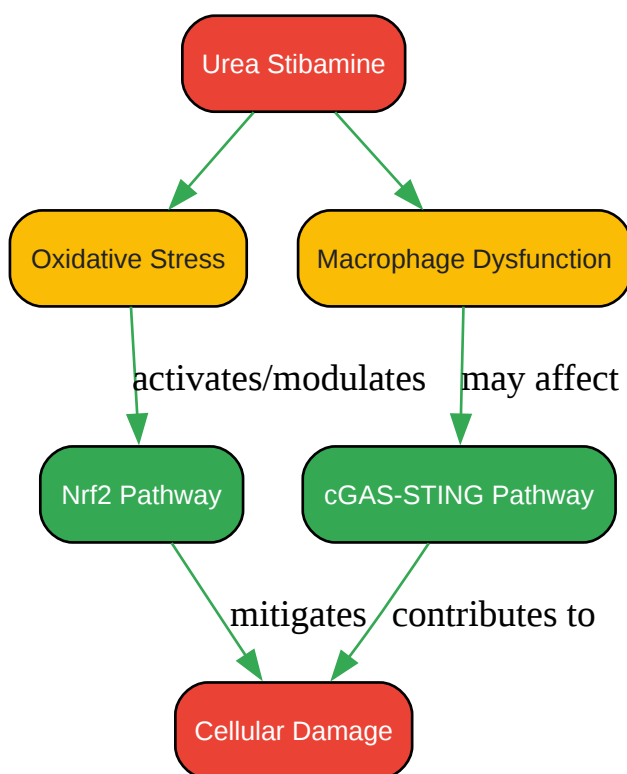 Urea Stibamine
Oxidative Stress
Macrophage Dysfunction
activates/modulates
may affect
Nrf2 Pathway
cGAS-STING Pathway
mitigates
contributes to
Cellular Damage